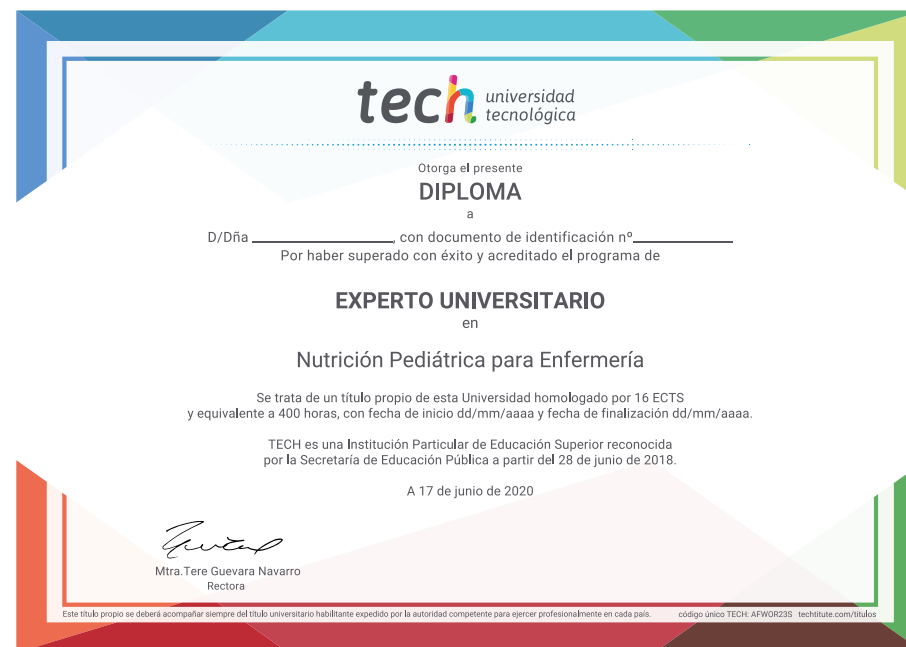 tech universidad
tecnológica
Otorga el presente
DIPLOMA
a
D/Dña ____________________, con documento de identificación nº______________
Por haber superado con éxito y acreditado el programa de
EXPERTO UNIVERSITARIO
en
Nutrición Pediátrica para Enfermería
Se trata de un título propio de esta Universidad homologado por 16 ECTS
y equivalente a 400 horas, con fecha de inicio dd/mm/aaaa y fecha de finalización dd/mm/aaaa.
TECH es una Institución Particular de Educación Superior reconocida
por la Secretaría de Educación Pública a partir del 28 de junio de 2018.
A 17 de junio de 2020
Mtra.Tere Guevara Navarro
Rectora
Este título propio se deberá acompañar siempre del título universitario habilitante expedido por la autoridad competente para ejercer profesionalmente en cada país. código único TECH: AFWOR23S techtitute.com/titulos